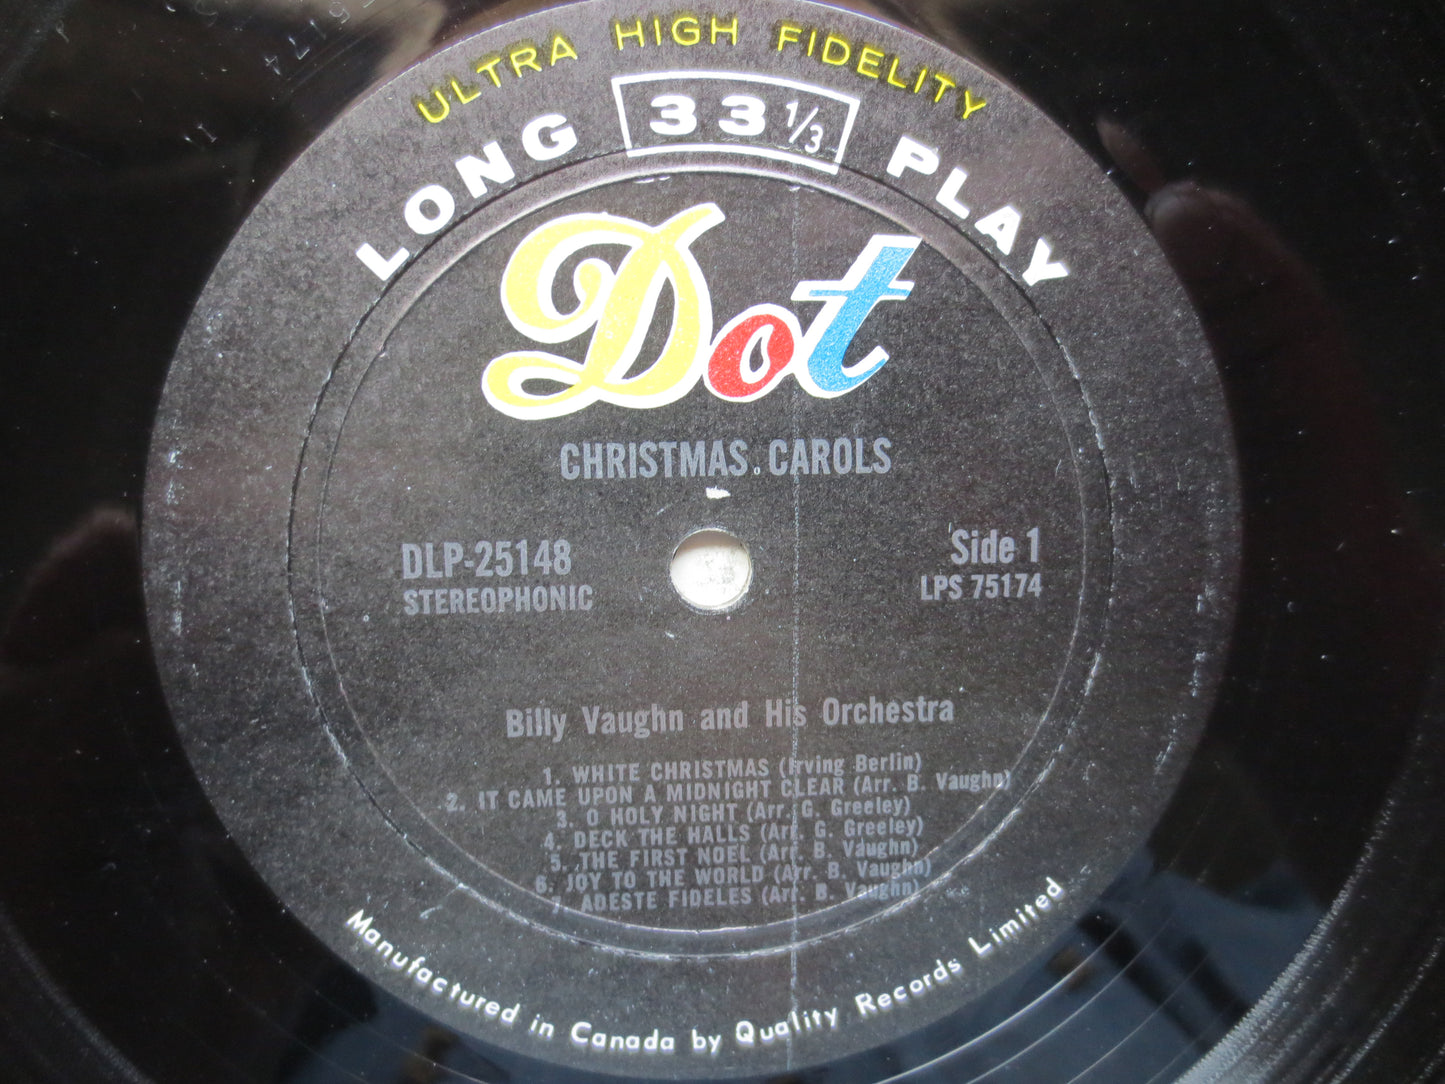 ULTRA HIGH FIDELITY
LONG 33 1/3 PLAY
Dot
CHRISTMAS CAROLS
DLP-25148
STEREOPHONIC
Side 1
LPS 75174
Billy Vaughn and His Orchestra
1. WHITE CHRISTMAS (Irving Berlin)
2. IT CAME UPON A MIDNIGHT CLEAR (Arr. B. Vaughn)
3. O HOLY NIGHT (Arr. G. Greeley)
4. DECK THE HALLS (Arr. G. Greeley)
5. THE FIRST NOEL (Arr. B. Vaughn)
6. JOY TO THE WORLD (Arr. B. Vaughn)
7. ADESTE FIDELES (Arr. B. Vaughn)
Manufactured in Canada by Quality Records Limited